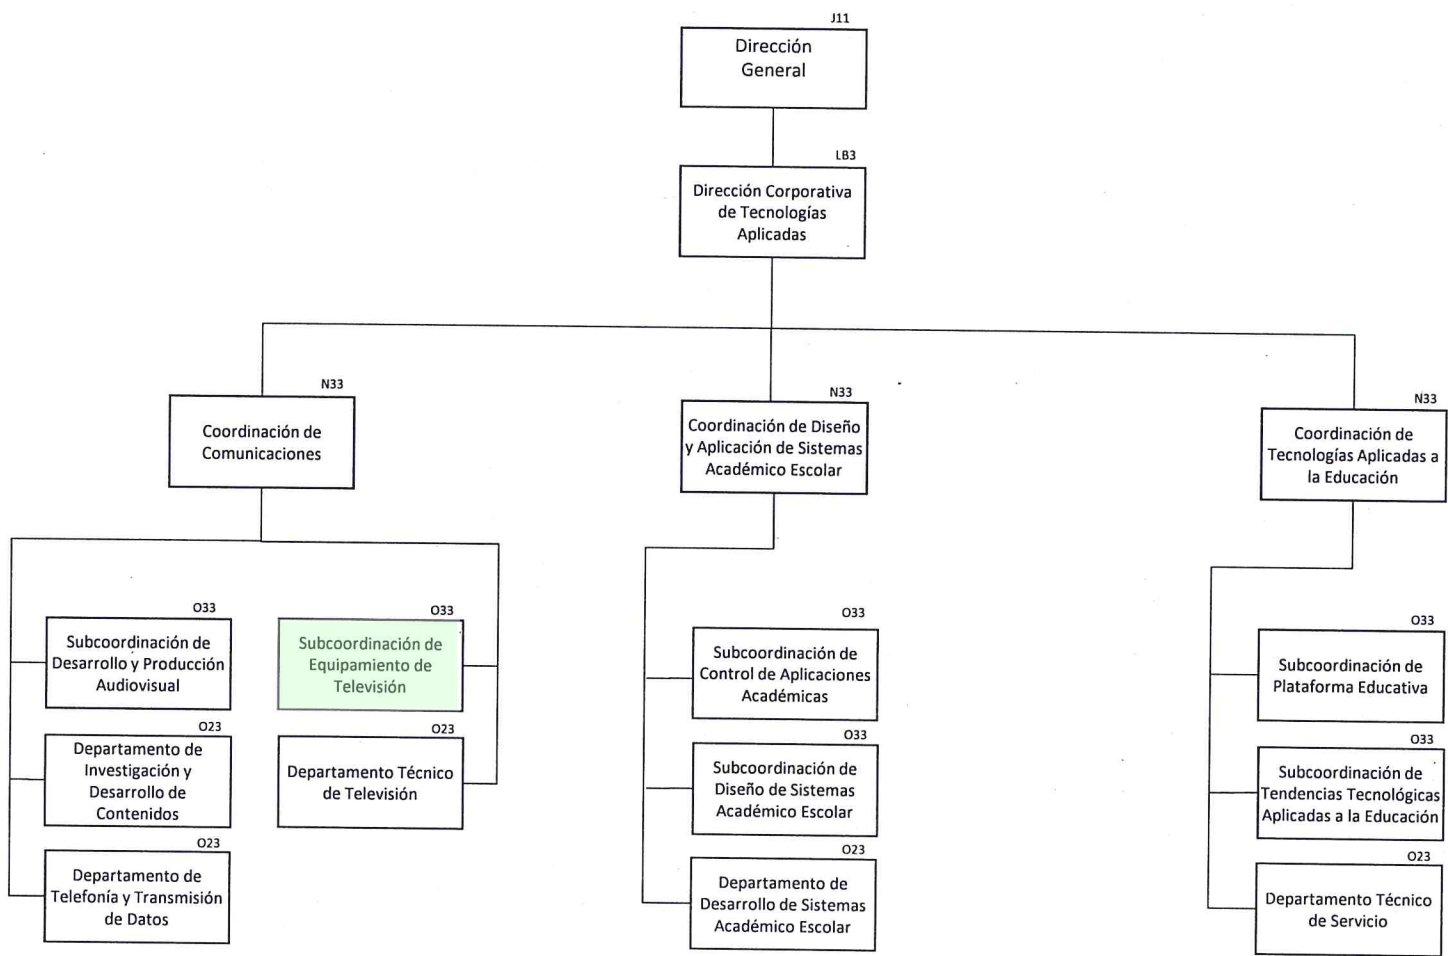 J11
Dirección
General
LB3
Dirección Corporativa
de Tecnologías
Aplicadas
N33
Coordinación de
Comunicaciones
N33
Coordinación de Diseño
y Aplicación de Sistemas
Académico Escolar
N33
Coordinación de
Tecnologías Aplicadas a
la Educación
O33
Subcoordinación de
Desarrollo y Producción
Audiovisual
O23
Departamento de
Investigación y
Desarrollo de
Contenidos
O23
Departamento de
Telefonía y Transmisión
de Datos
O33
Subcoordinación de
Equipamiento de
Televisión
O23
Departamento Técnico
de Televisión
O33
Subcoordinación de
Control de Aplicaciones
Académicas
O33
Subcoordinación de
Diseño de Sistemas
Académico Escolar
O23
Departamento de
Desarrollo de Sistemas
Académico Escolar
O33
Subcoordinación de
Plataforma Educativa
O33
Subcoordinación de
Tendencias Tecnológicas
Aplicadas a la Educación
O23
Departamento Técnico
de Servicio